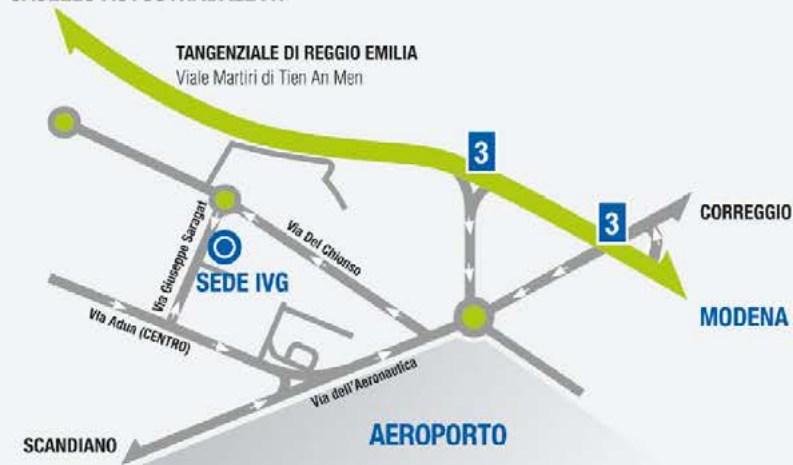 TANGENZIALE DI REGGIO EMILIA
Viale Martiri di Tien An Men
3
3
CORREGGIO
Via Giuseppe Saragat
Via Del Chionso
SEDE IVG
MODENA
Via Adua (CENTRO)
Via dell'Aeronautica
AEROPORTO
SCANDIANO